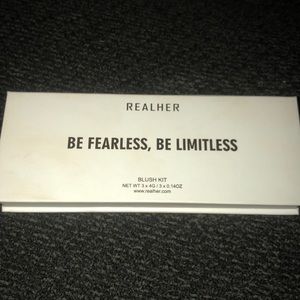 REALHER
BE FEARLESS, BE LIMITLESS
BLUSH KIT
NET WT 3 x 4G / 3 x 0.14OZ
www.realher.com